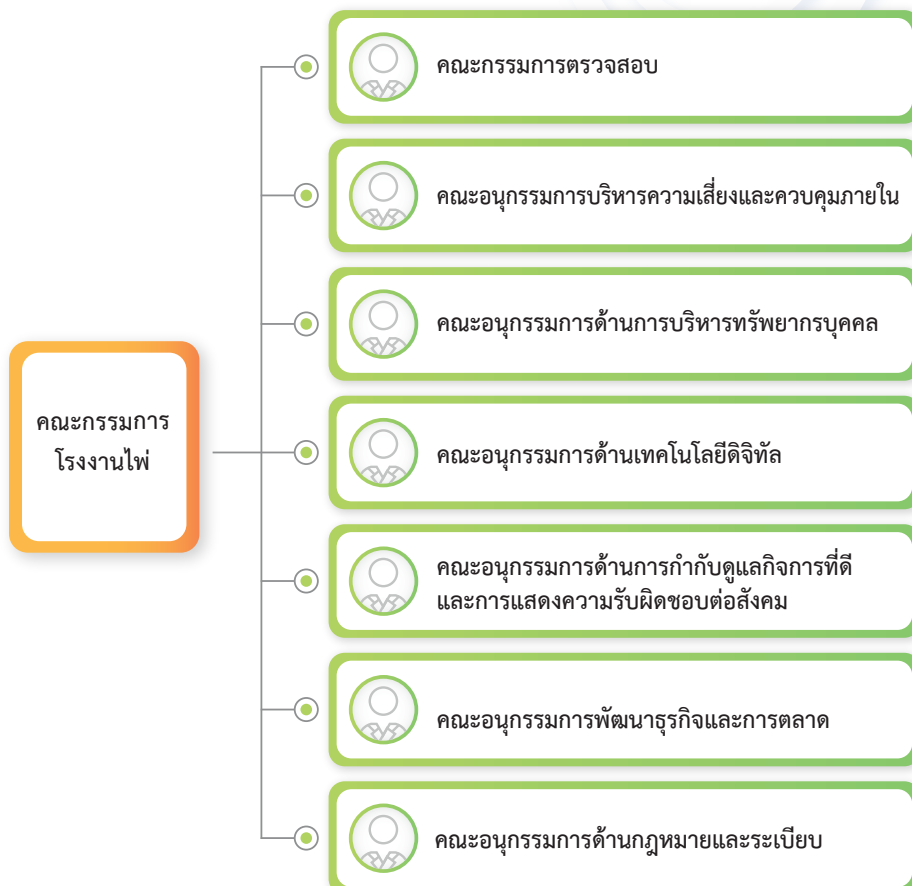 คณะกรรมการ
โรงงานไพ่
คณะกรรมการตรวจสอบ
คณะอนุกรรมการบริหารความเสี่ยงและควบคุมภายใน
คณะอนุกรรมการด้านการบริหารทรัพยากรบุคคล
คณะอนุกรรมการด้านเทคโนโลยีดิจิทัล
คณะอนุกรรมการด้านการกำกับดูแลกิจการที่ดี
และการแสดงความรับผิดชอบต่อสังคม
คณะอนุกรรมการพัฒนาธุรกิจและการตลาด
คณะอนุกรรมการด้านกฎหมายและระเบียบ